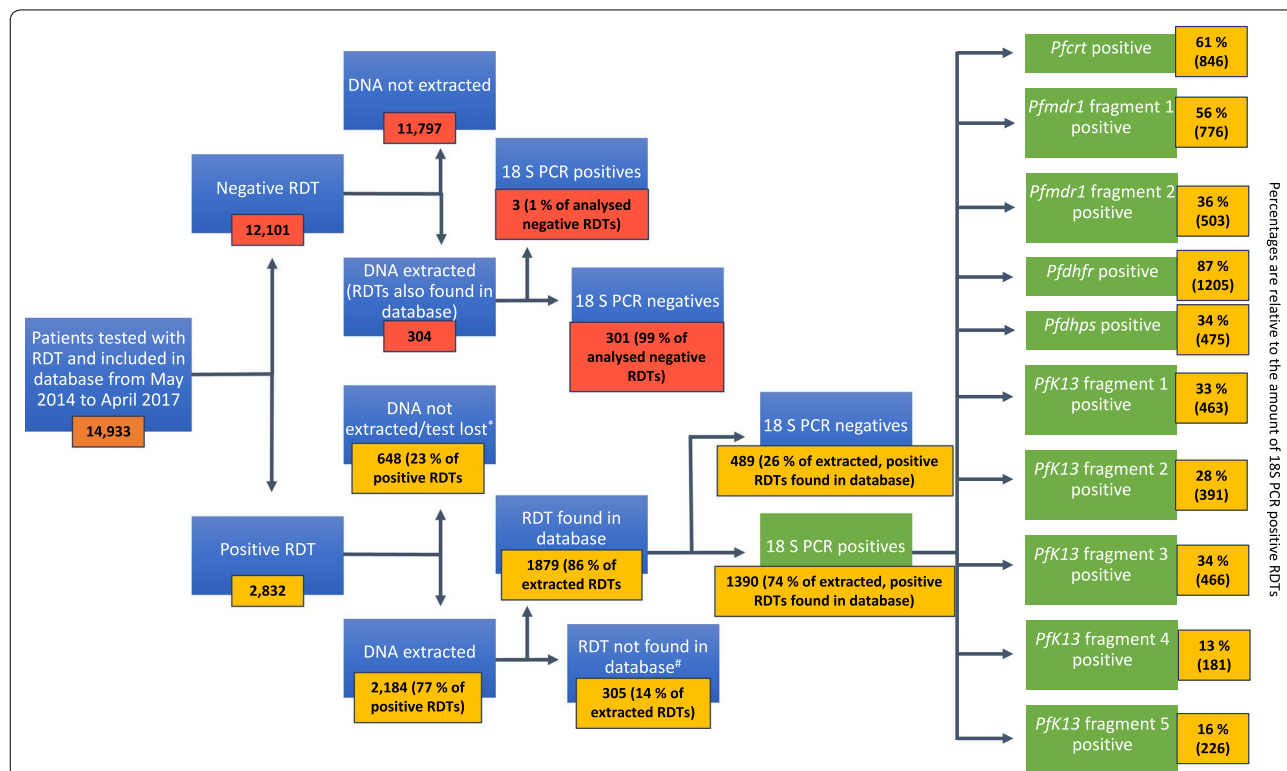 Patients tested with
RDT and included in
database from May
2014 to April 2017
14,933
Negative RDT
12,101
DNA not extracted
11,797
DNA extracted
(RDTs also found in
database)
304
18 S PCR positives
3 (1 % of analysed
negative RDTs)
18 S PCR negatives
301 (99 % of
analysed negative
RDTs)
Positive RDT
2,832
DNA not
extracted/test lost*
648 (23 % of
positive RDTs
DNA extracted
2,184 (77 % of
positive RDTs)
RDT found in
database
1879 (86 % of
extracted RDTs
RDT not found in
database#
305 (14 % of
extracted RDTs)
18 S PCR negatives
489 (26 % of extracted, positive
RDTs found in database)
18 S PCR positives
1390 (74 % of extracted, positive
RDTs found in database)
Pfcrt positive
61 %
(846)
Pfmdr1 fragment 1
positive
56 %
(776)
Pfmdr1 fragment 2
positive
36 %
(503)
Pfdhfr positive
87 %
(1205)
Pfdhps positive
34 %
(475)
PfK13 fragment 1
positive
33 %
(463)
PfK13 fragment 2
positive
28 %
(391)
PfK13 fragment 3
positive
34 %
(466)
PfK13 fragment 4
positive
13 %
(181)
PfK13 fragment 5
positive
16 %
(226)
Percentages are relative to the amount of 18S PCR positive RDTs